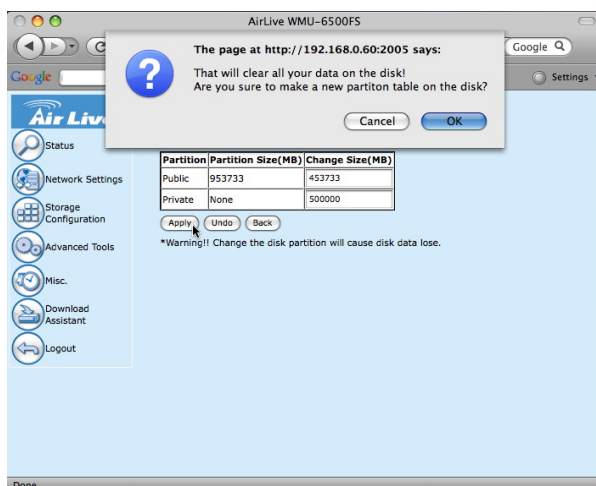 AirLive WMU-6500FS
The page at http://192.168.0.60:2005 says:
That will clear all your data on the disk!
Are you sure to make a new partiton table on the disk?
Cancel OK
Google
Google
Settings
Air Liv
Status
Network Settings
Storage
Configuration
Advanced Tools
Misc.
Download
Assistant
Logout
Partition Partition Size(MB) Change Size(MB)
Public 953733 453733
Private None 500000
Apply Undo Back
*Warning!! Change the disk partition will cause disk data lose.
Done